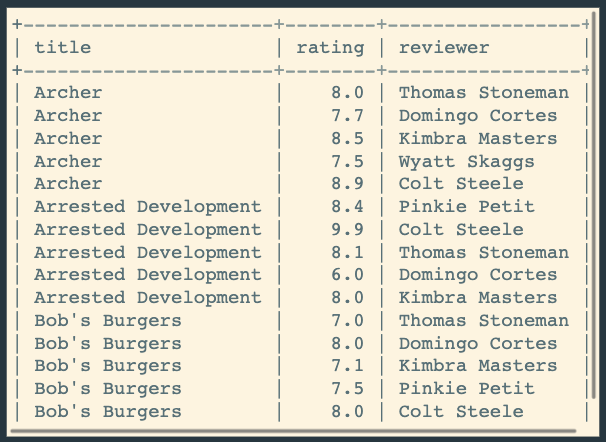 +----------------------+--------+-----------------+
| title                | rating | reviewer        |
+----------------------+--------+-----------------+
| Archer               |    8.0 | Thomas Stoneman |
| Archer               |    7.7 | Domingo Cortes  |
| Archer               |    8.5 | Kimbra Masters  |
| Archer               |    7.5 | Wyatt Skaggs    |
| Archer               |    8.9 | Colt Steele     |
| Arrested Development |    8.4 | Pinkie Petit    |
| Arrested Development |    9.9 | Colt Steele     |
| Arrested Development |    8.1 | Thomas Stoneman |
| Arrested Development |    6.0 | Domingo Cortes  |
| Arrested Development |    8.0 | Kimbra Masters  |
| Bob's Burgers        |    7.0 | Thomas Stoneman |
| Bob's Burgers        |    8.0 | Domingo Cortes  |
| Bob's Burgers        |    7.1 | Kimbra Masters  |
| Bob's Burgers        |    7.5 | Pinkie Petit    |
| Bob's Burgers        |    8.0 | Colt Steele     |